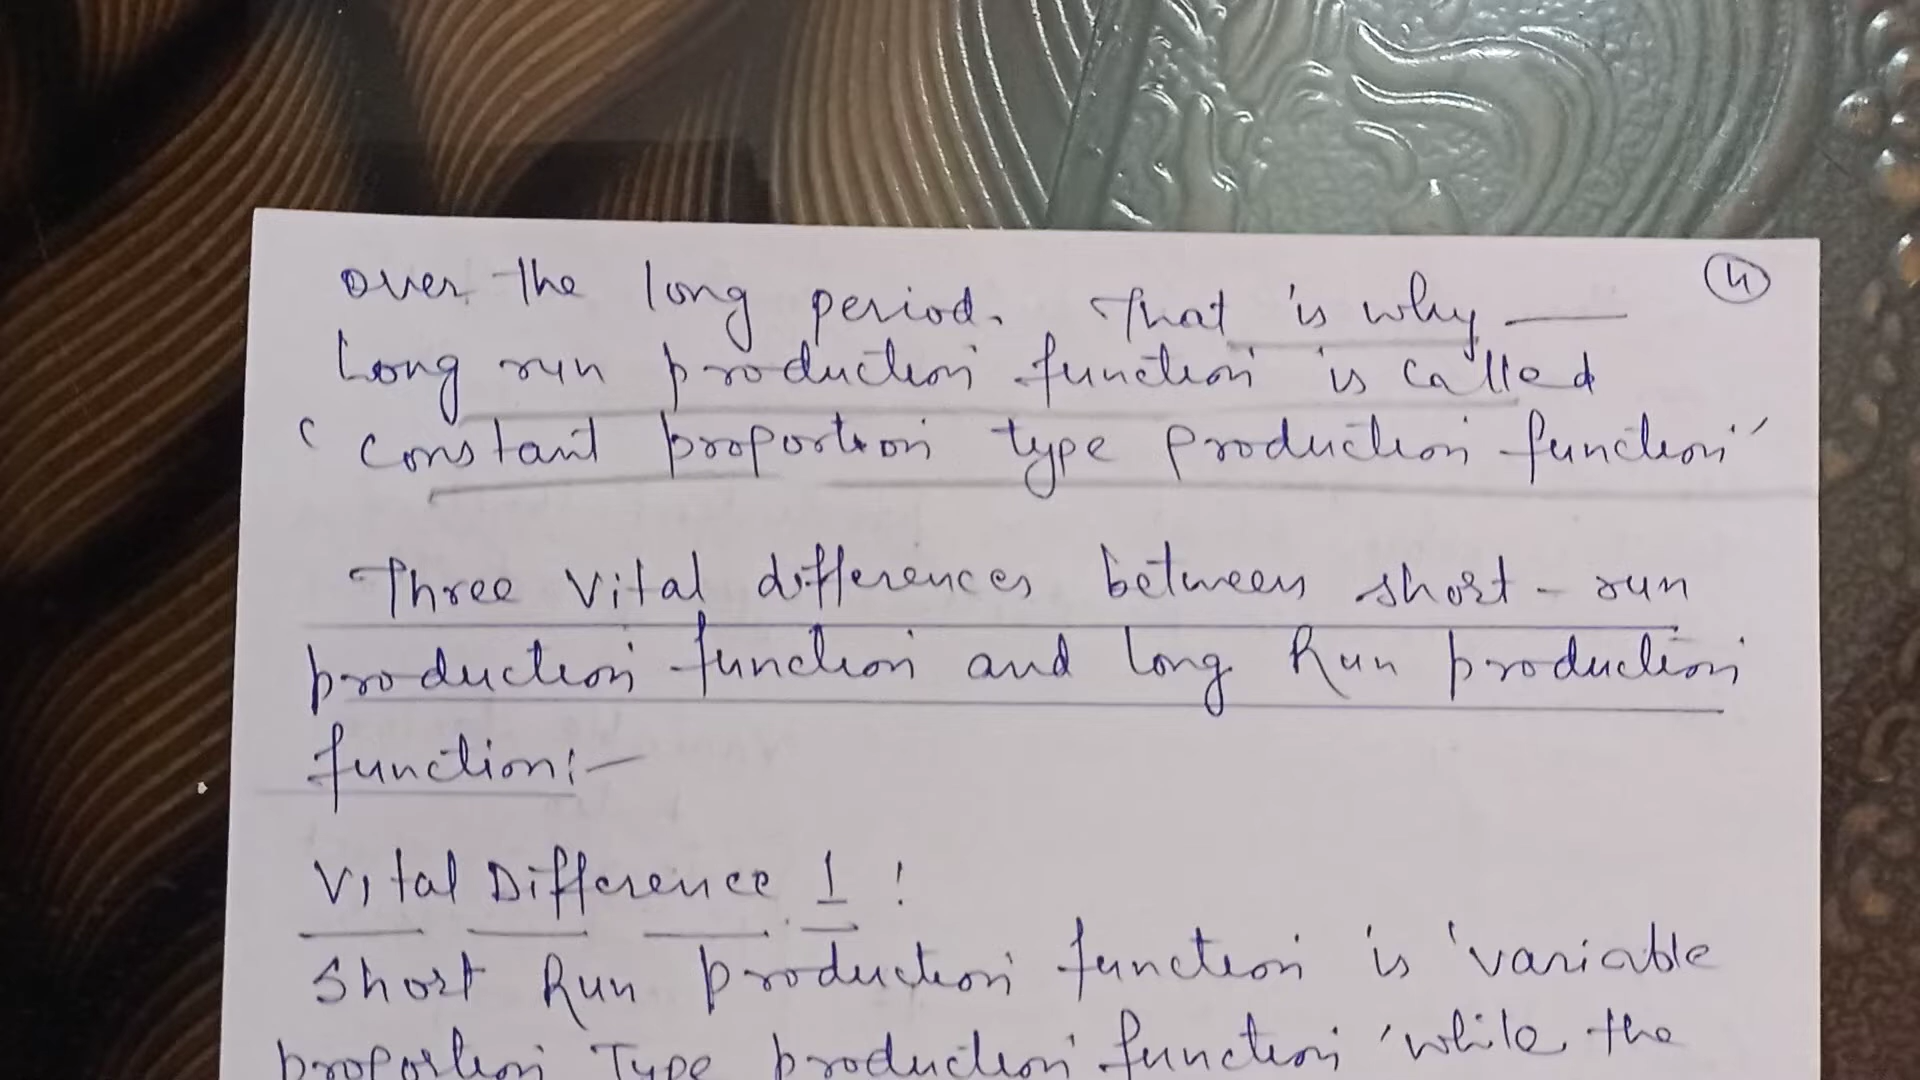 4
over the long period. That is why —
Long run production function is called
‘ Constant proportion type production function”
Three Vital differences between short - run
production function and long Run production
function:-
Vital Difference 1 :
Short Run production function is 'variable
proportion Type production function' while the